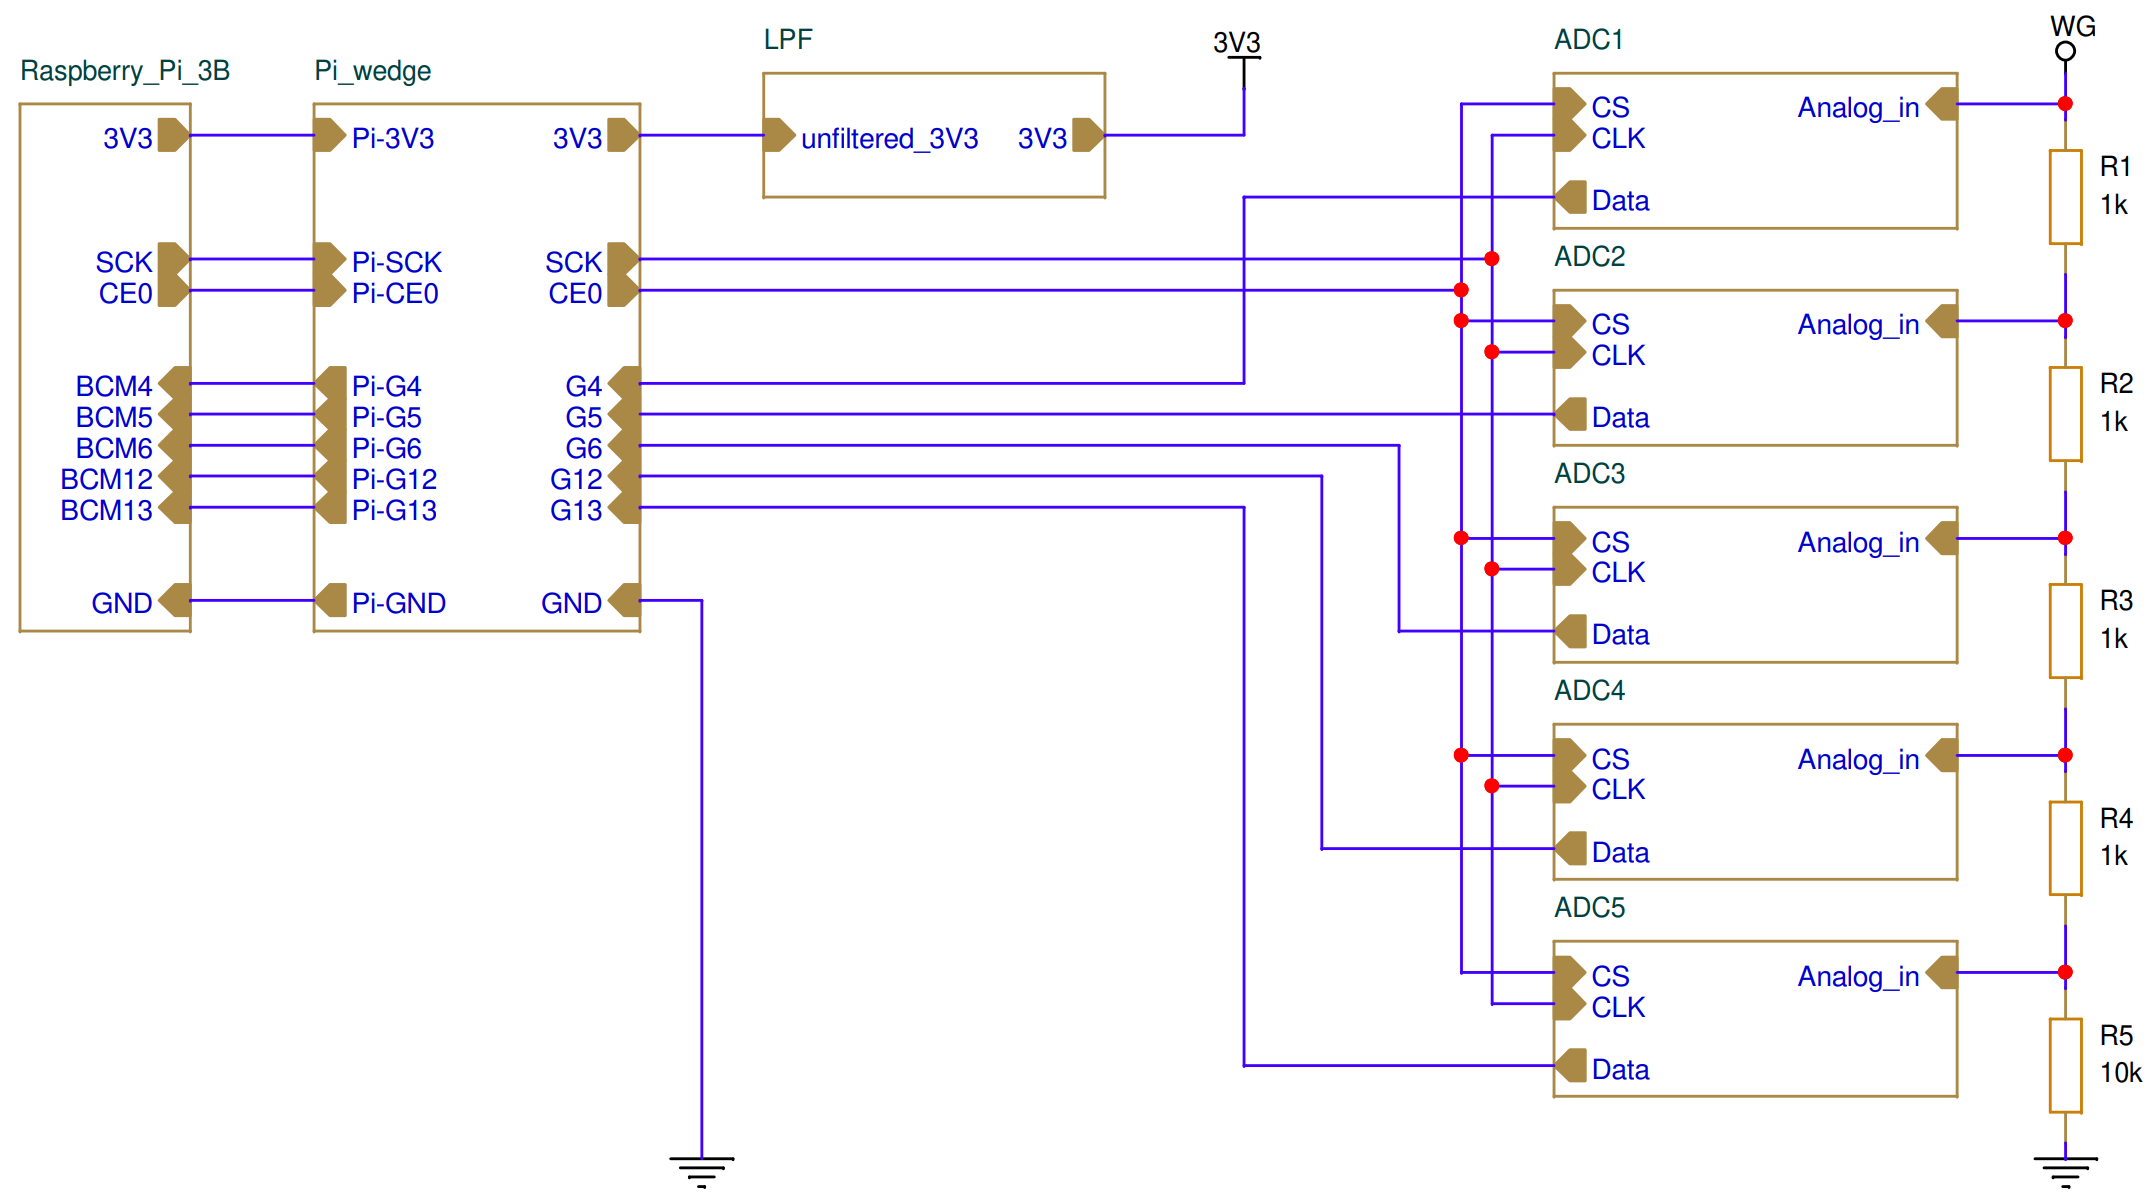 Raspberry_Pi_3B
3V3
SCK
CE0
BCM4
BCM5
BCM6
BCM12
BCM13
GND
Pi_wedge
Pi-3V3
Pi-SCK
Pi-CE0
Pi-G4
Pi-G5
Pi-G6
Pi-G12
Pi-G13
Pi-GND
3V3
SCK
CE0
G4
G5
G6
G12
G13
GND
LPF
unfiltered_3V3
3V3
3V3
ADC1
CS
CLK
Data
Analog_in
ADC2
CS
CLK
Data
Analog_in
ADC3
CS
CLK
Data
Analog_in
ADC4
CS
CLK
Data
Analog_in
ADC5
CS
CLK
Data
Analog_in
WG
R1
1k
R2
1k
R3
1k
R4
1k
R5
10k